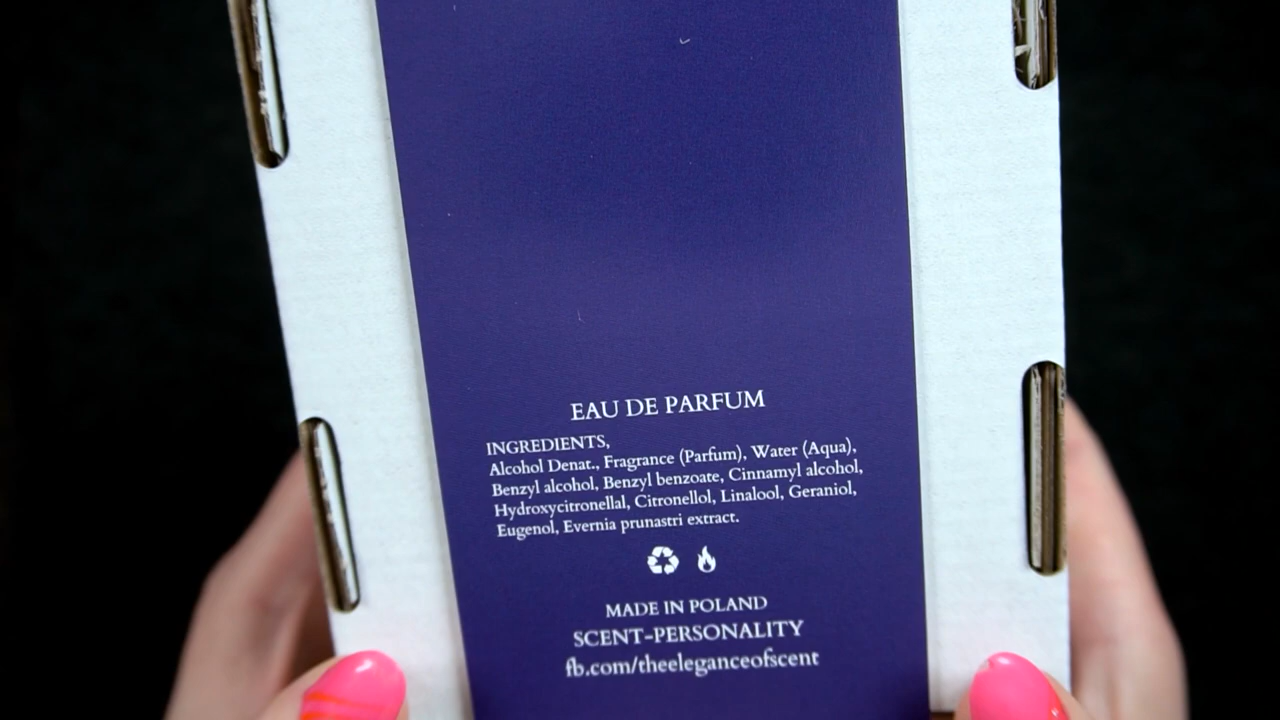 EAU DE PARFUM
INGREDIENTS,
Alcohol Denat., Fragrance (Parfum), Water (Aqua),
Benzyl alcohol, Benzyl benzoate, Cinnamyl alcohol,
Hydroxycitronellal, Citronellol, Linalool, Geraniol,
Eugenol, Evernia prunastri extract.
MADE IN POLAND
SCENT-PERSONALITY
fb.com/theeleganceofscent